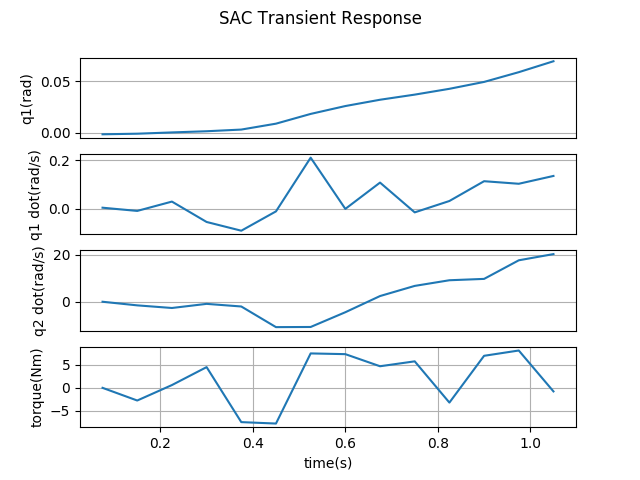 SAC Transient Response
q1(rad)
0.05
0.00
q1 dot(rad/s)
0.2
0.0
q2 dot(rad/s)
20
0
torque(Nm)
5
0
−5
0.2 0.4 0.6 0.8 1.0
time(s)